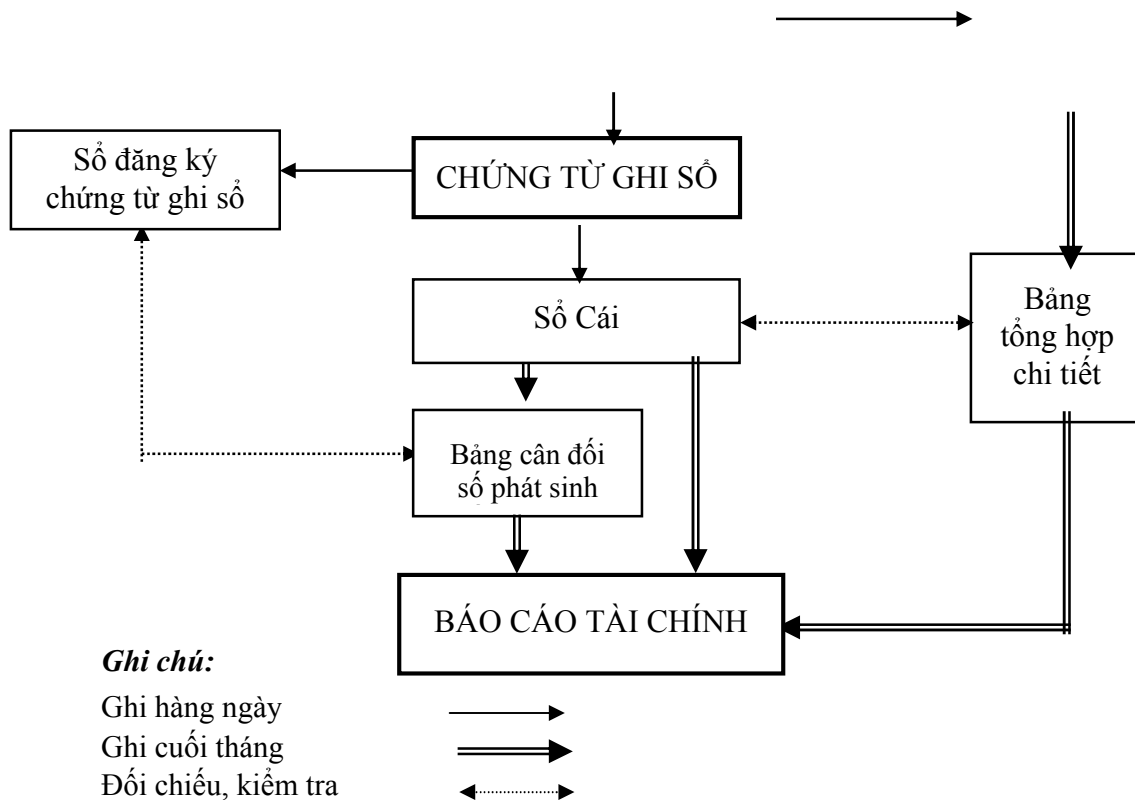 Sổ đăng ký
chứng từ ghi sổ
CHỨNG TỪ GHI SỔ
Sổ Cái
Bảng
tổng hợp
chi tiết
Bảng cân đối
số phát sinh
BÁO CÁO TÀI CHÍNH
Ghi chú:
Ghi hàng ngày
Ghi cuối tháng
Đối chiếu, kiểm tra